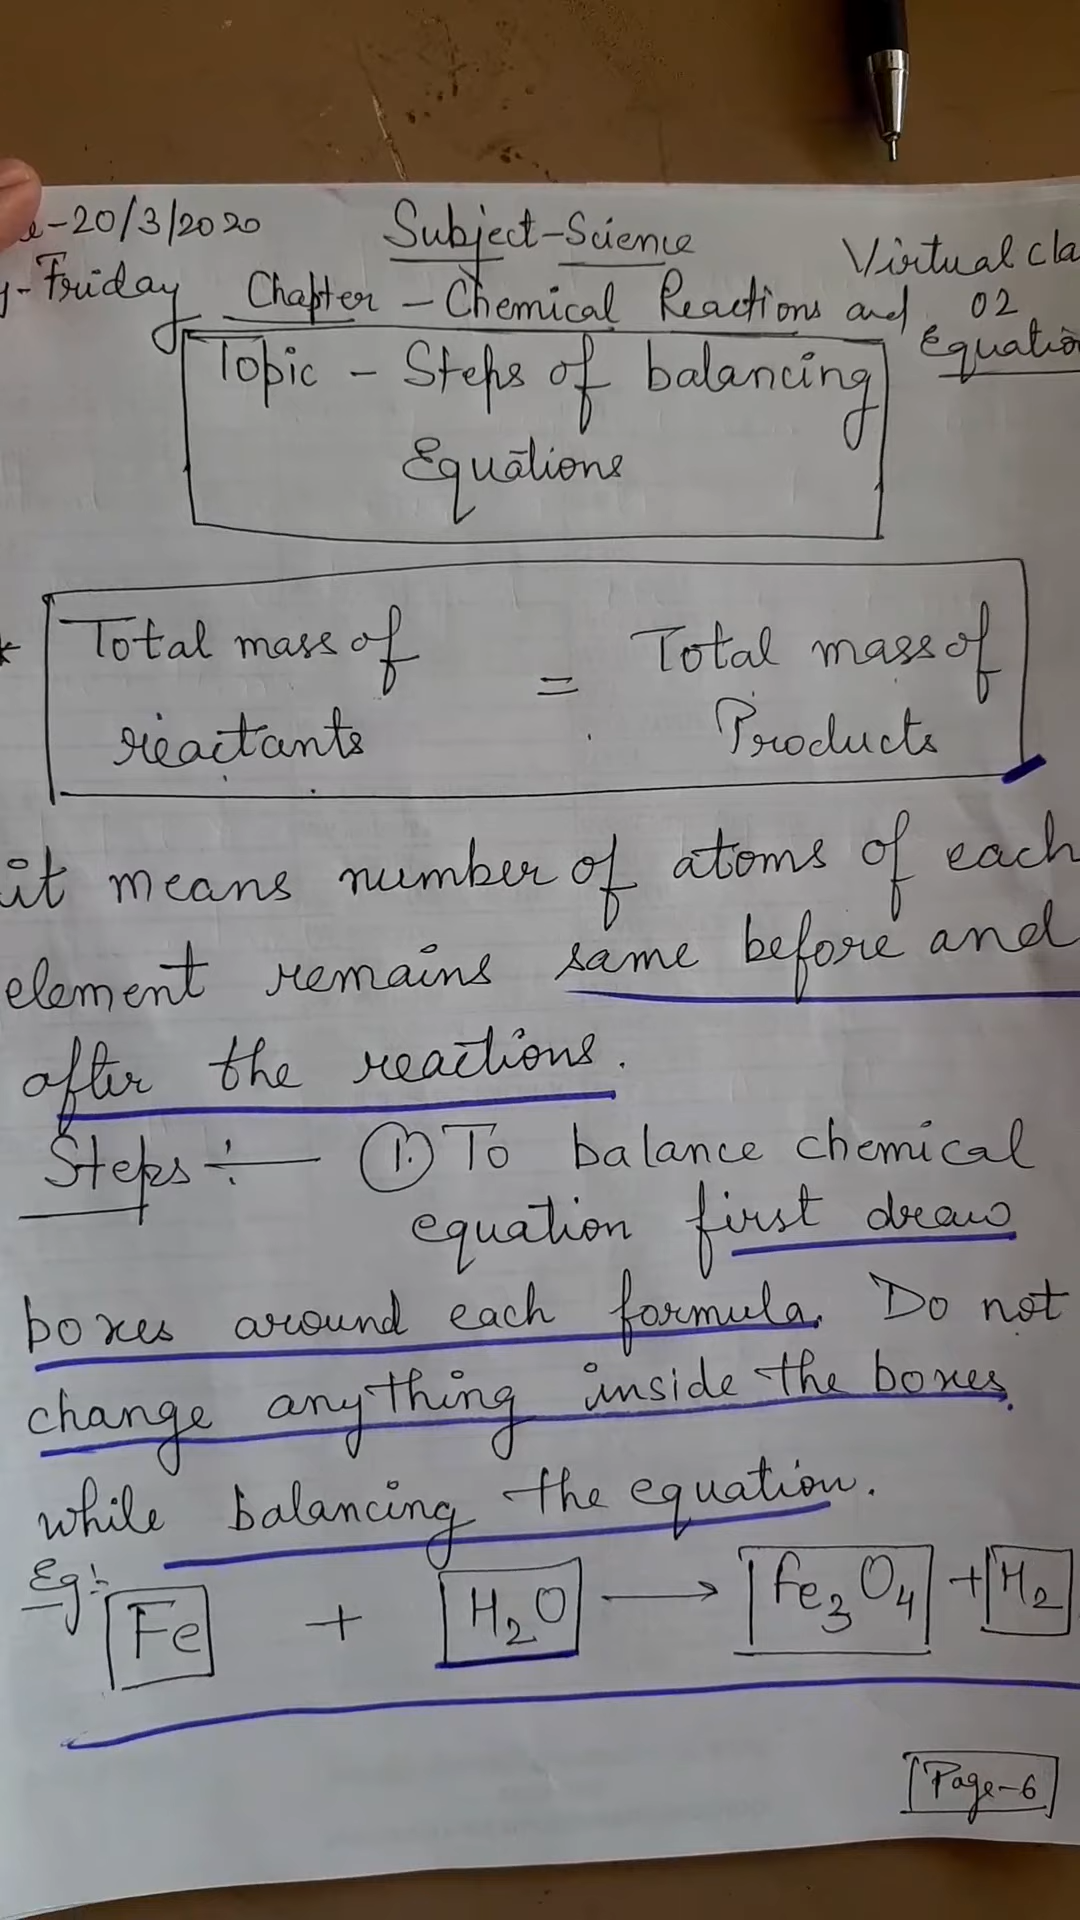 -20/3/2020 Subject-Science Virtual cla
-Friday Chapter - Chemical Reactions and 02
Equatio
Topic - Steps of balancing
Equations
* Total mass of = Total mass of
reactants Products
it means number of atoms of each
element remains same before and
after the reactions.
Steps:- 1. To balance chemical
equation first draw
boxes around each formula. Do not
change anything inside the boxes
while balancing the equation.
Eg:-
Fe + H₂O → Fe₃O₄ + H₂
Page-6